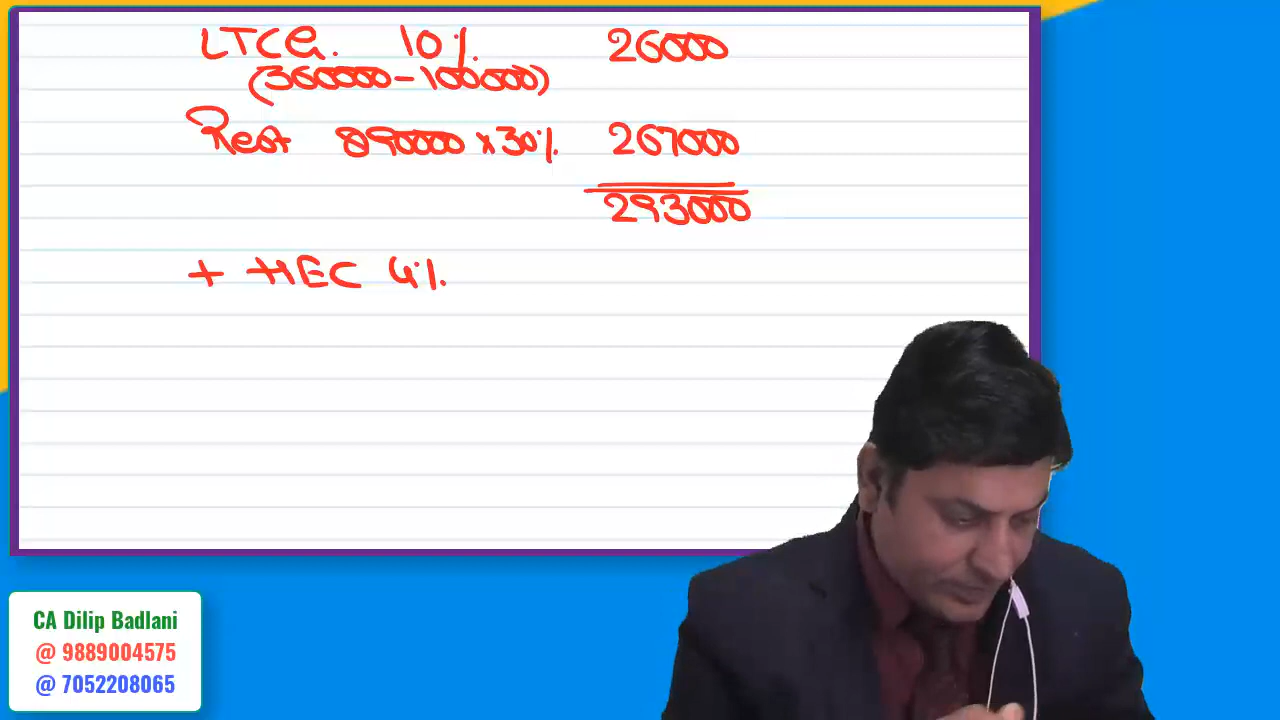 LTCG. 10%. 26000
(360000-100000)
Rest 890000 x 30%. 267000
293000
+ HEC 4%.
CA Dilip Badlani
@ 9889004575
@ 7052208065